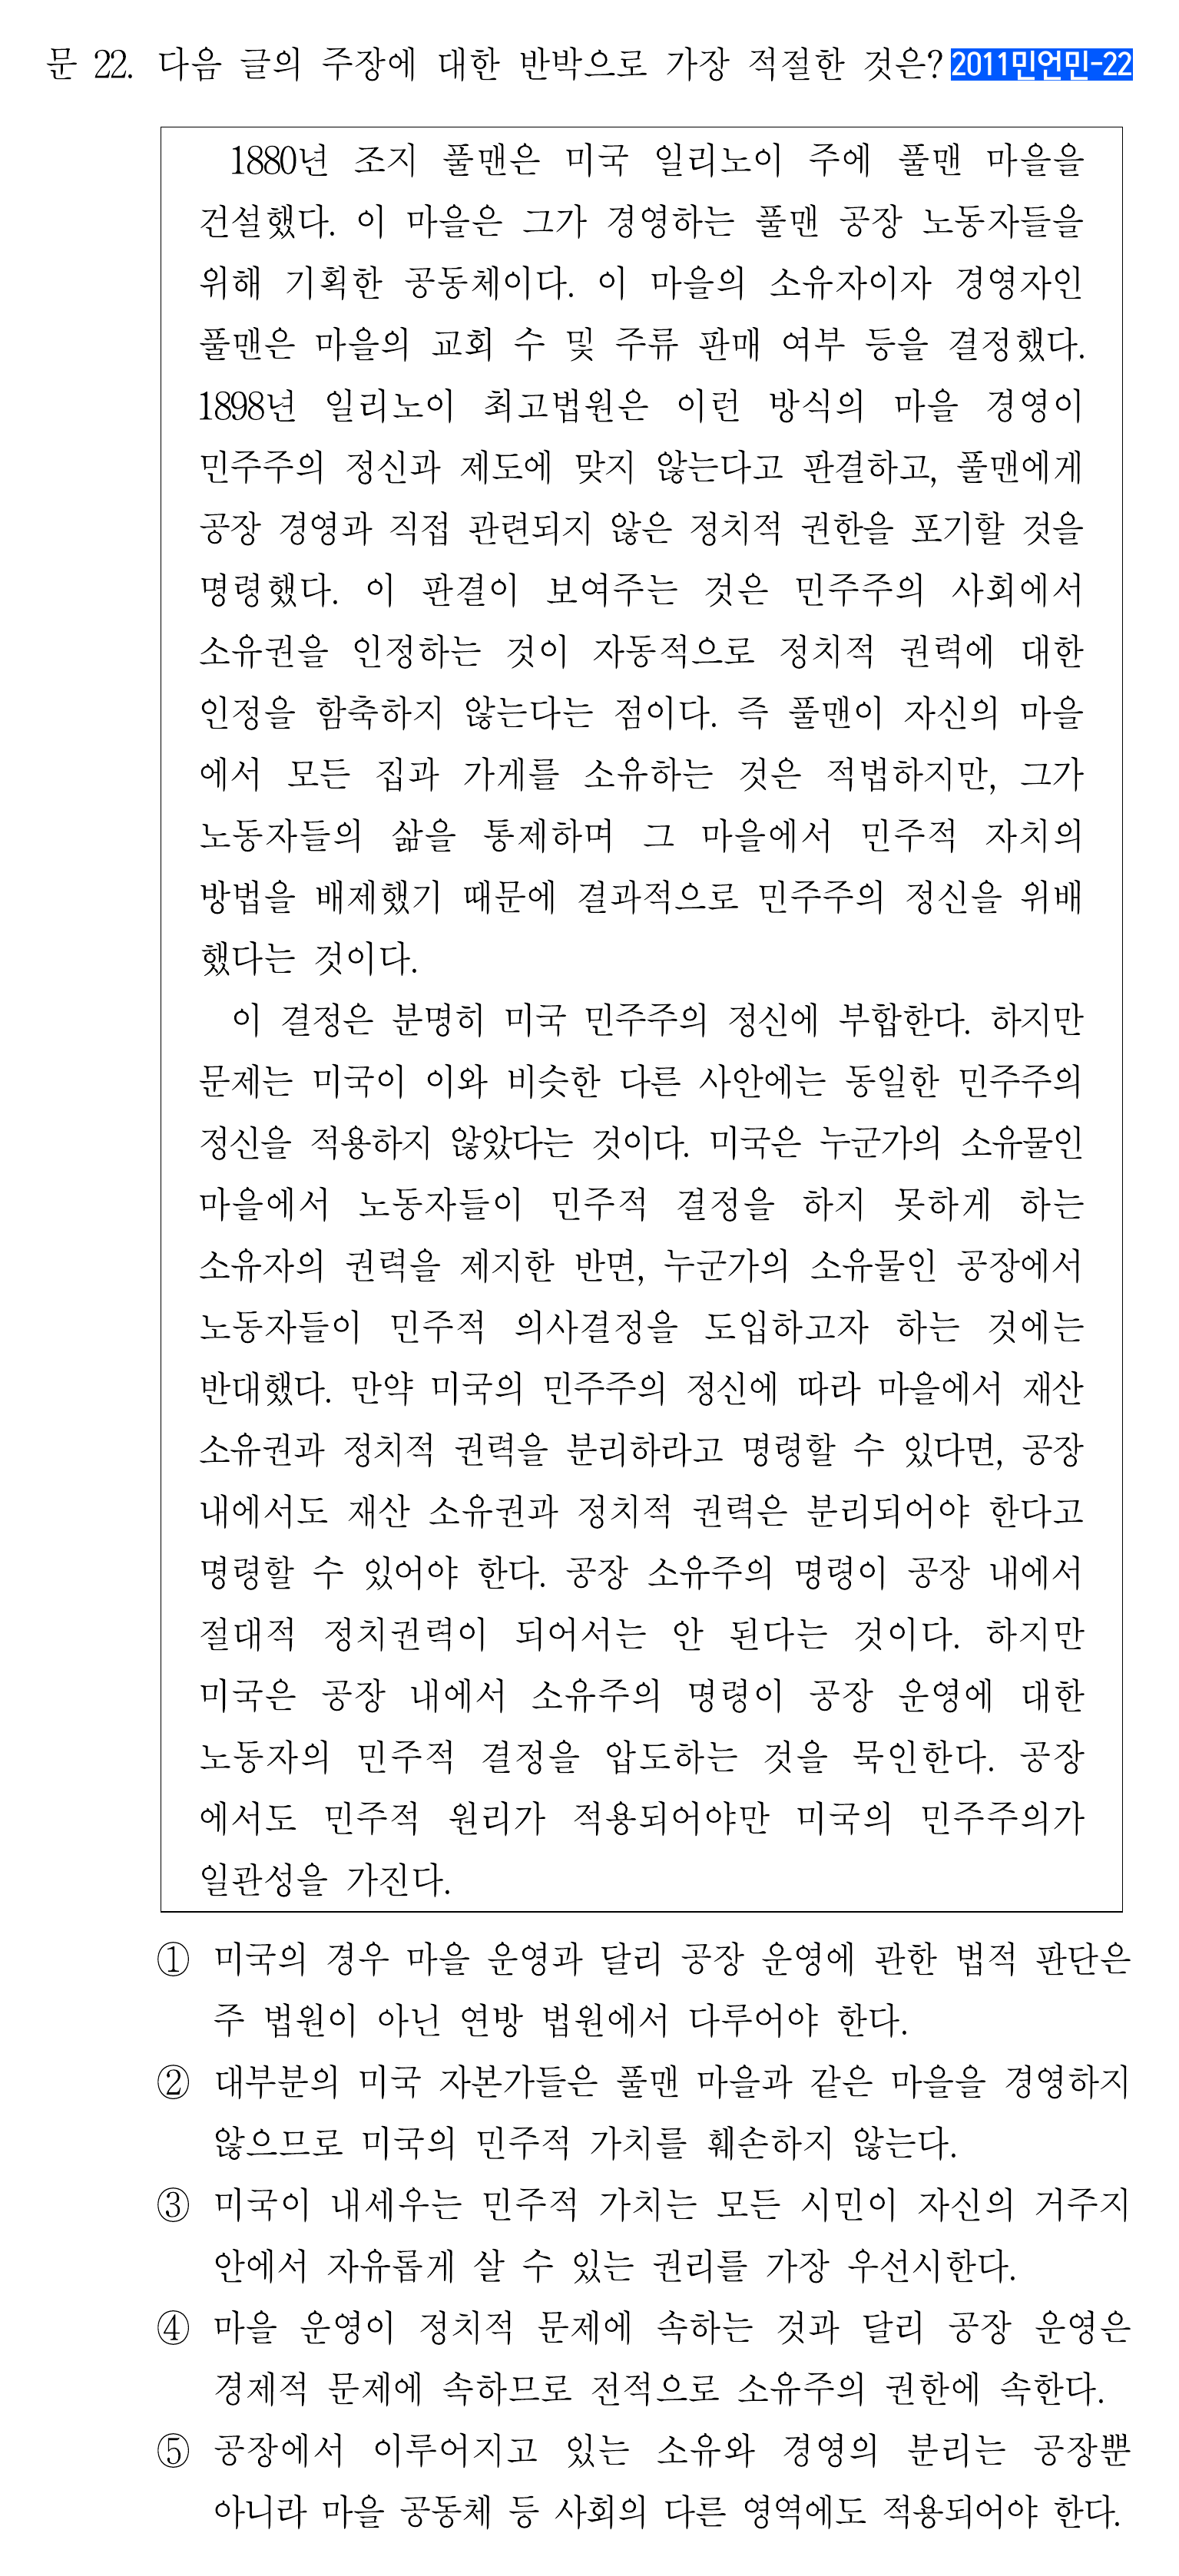 문 22. 다음 글의 주장에 대한 반박으로 가장 적절한 것은? 2011민언민-22
1880년 조지 풀맨은 미국 일리노이 주에 풀맨 마을을
건설했다. 이 마을은 그가 경영하는 풀맨 공장 노동자들을
위해 기획한 공동체이다. 이 마을의 소유자이자 경영자인
풀맨은 마을의 교회 수 및 주류 판매 여부 등을 결정했다.
1898년 일리노이 최고법원은 이런 방식의 마을 경영이
민주주의 정신과 제도에 맞지 않는다고 판결하고, 풀맨에게
공장 경영과 직접 관련되지 않은 정치적 권한을 포기할 것을
명령했다. 이 판결이 보여주는 것은 민주주의 사회에서
소유권을 인정하는 것이 자동적으로 정치적 권력에 대한
인정을 함축하지 않는다는 점이다. 즉 풀맨이 자신의 마을
에서 모든 집과 가게를 소유하는 것은 적법하지만, 그가
노동자들의 삶을 통제하며 그 마을에서 민주적 자치의
방법을 배제했기 때문에 결과적으로 민주주의 정신을 위배
했다는 것이다.
이 결정은 분명히 미국 민주주의 정신에 부합한다. 하지만
문제는 미국이 이와 비슷한 다른 사안에는 동일한 민주주의
정신을 적용하지 않았다는 것이다. 미국은 누군가의 소유물인
마을에서 노동자들이 민주적 결정을 하지 못하게 하는
소유자의 권력을 제지한 반면, 누군가의 소유물인 공장에서
노동자들이 민주적 의사결정을 도입하고자 하는 것에는
반대했다. 만약 미국의 민주주의 정신에 따라 마을에서 재산
소유권과 정치적 권력을 분리하라고 명령할 수 있다면, 공장
내에서도 재산 소유권과 정치적 권력은 분리되어야 한다고
명령할 수 있어야 한다. 공장 소유주의 명령이 공장 내에서
절대적 정치권력이 되어서는 안 된다는 것이다. 하지만
미국은 공장 내에서 소유주의 명령이 공장 운영에 대한
노동자의 민주적 결정을 압도하는 것을 묵인한다. 공장
에서도 민주적 원리가 적용되어야만 미국의 민주주의가
일관성을 가진다.
① 미국의 경우 마을 운영과 달리 공장 운영에 관한 법적 판단은
주 법원이 아닌 연방 법원에서 다루어야 한다.
② 대부분의 미국 자본가들은 풀맨 마을과 같은 마을을 경영하지
않으므로 미국의 민주적 가치를 훼손하지 않는다.
③ 미국이 내세우는 민주적 가치는 모든 시민이 자신의 거주지
안에서 자유롭게 살 수 있는 권리를 가장 우선시한다.
④ 마을 운영이 정치적 문제에 속하는 것과 달리 공장 운영은
경제적 문제에 속하므로 전적으로 소유주의 권한에 속한다.
⑤ 공장에서 이루어지고 있는 소유와 경영의 분리는 공장뿐
아니라 마을 공동체 등 사회의 다른 영역에도 적용되어야 한다.